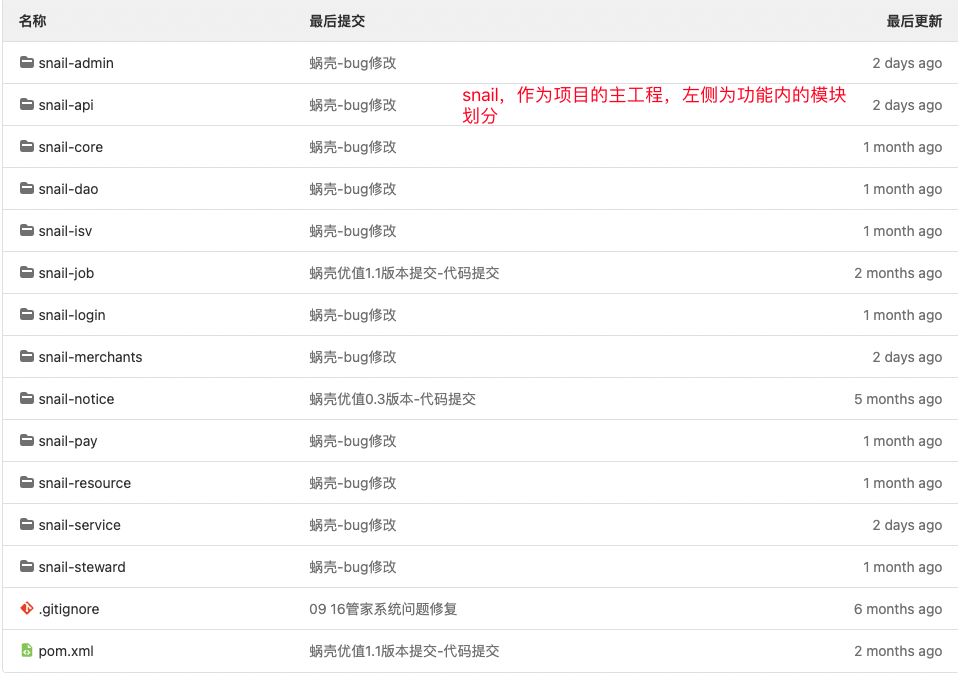 名称 最后提交 最后更新
snail-admin 蜗壳-bug修改 2 days ago
snail-api 蜗壳-bug修改 2 days ago
snail，作为项目的主工程，左侧为功能内的模块
划分
snail-core 蜗壳-bug修改 1 month ago
snail-dao 蜗壳-bug修改 1 month ago
snail-isv 蜗壳-bug修改 1 month ago
snail-job 蜗壳优值1.1版本提交-代码提交 2 months ago
snail-login 蜗壳-bug修改 1 month ago
snail-merchants 蜗壳-bug修改 2 days ago
snail-notice 蜗壳优值0.3版本-代码提交 5 months ago
snail-pay 蜗壳-bug修改 1 month ago
snail-resource 蜗壳-bug修改 1 month ago
snail-service 蜗壳-bug修改 2 days ago
snail-steward 蜗壳-bug修改 1 month ago
.gitignore 09 16管家系统问题修复 6 months ago
pom.xml 蜗壳优值1.1版本提交-代码提交 2 months ago